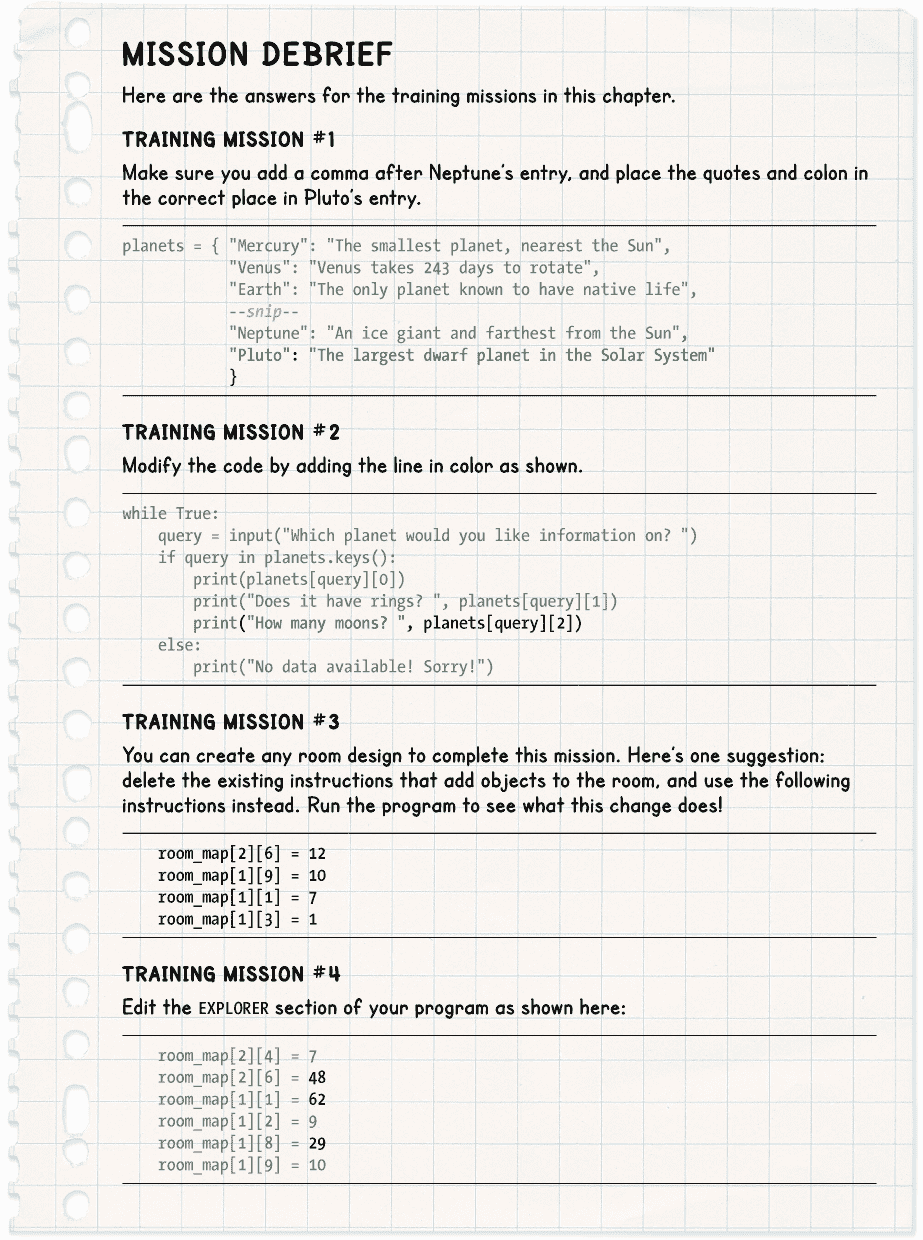 MISSION DEBRIEF
Here are the answers for the training missions in this chapter.
TRAINING MISSION #1
Make sure you add a comma after Neptune's entry, and place the quotes and colon in
the correct place in Pluto's entry.
planets = { "Mercury": "The smallest planet, nearest the Sun",
            "Venus": "Venus takes 243 days to rotate",
            "Earth": "The only planet known to have native life",
            --snip--
            "Neptune": "An ice giant and farthest from the Sun",
            "Pluto": "The largest dwarf planet in the Solar System"
            }
TRAINING MISSION #2
Modify the code by adding the line in color as shown.
while True:
    query = input("Which planet would you like information on? ")
    if query in planets.keys():
        print(planets[query][0])
        print("Does it have rings? ", planets[query][1])
        print("How many moons? ", planets[query][2])
    else:
        print("No data available! Sorry!")
TRAINING MISSION #3
You can create any room design to complete this mission. Here's one suggestion:
delete the existing instructions that add objects to the room, and use the following
instructions instead. Run the program to see what this change does!
    room_map[2][6] = 12
    room_map[1][9] = 10
    room_map[1][1] = 7
    room_map[1][3] = 1
TRAINING MISSION #4
Edit the EXPLORER section of your program as shown here:
    room_map[2][4] = 7
    room_map[2][6] = 48
    room_map[1][1] = 62
    room_map[1][2] = 9
    room_map[1][8] = 29
    room_map[1][9] = 10